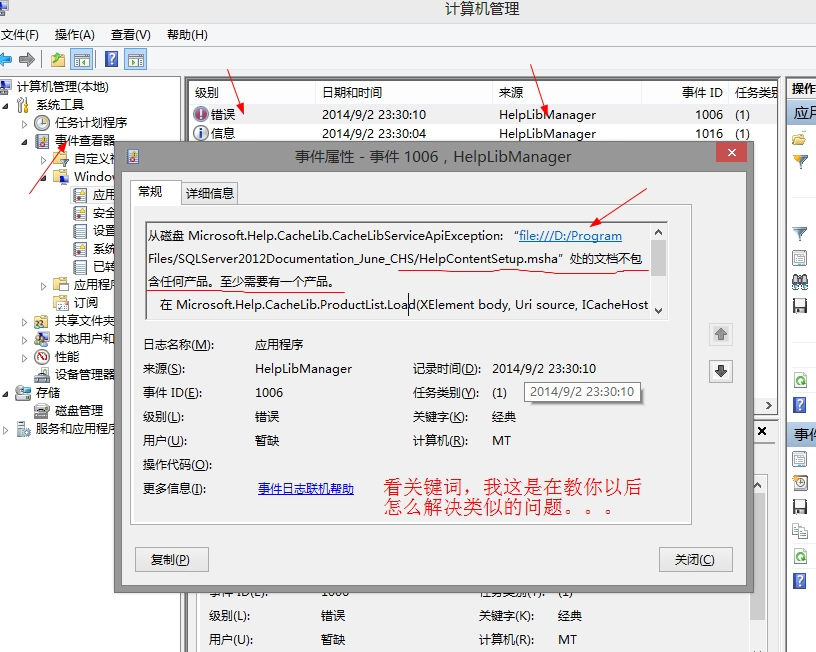 计算机管理
文件(F) 操作(A) 查看(V) 帮助(H)
计算机管理(本地)
系统工具
任务计划程序
事件查看器
自定义
Window
应用
安全
设置
系统
已转
应用程序
订阅
共享文件夹
本地用户和
性能
设备管理器
存储
磁盘管理
服务和应用程序
级别 日期和时间 来源 事件 ID 任务类别
错误 2014/9/2 23:30:10 HelpLibManager 1006 (1)
信息 2014/9/2 23:30:04 HelpLibManager 1016 (1)
操作
应用
事件
事件属性 - 事件 1006，HelpLibManager
常规 详细信息
从磁盘 Microsoft.Help.CacheLib.CacheLibServiceApiException: “file:///D:/Program
Files/SQLServer2012Documentation_June_CHS/HelpContentSetup.msha”处的文档不包
含任何产品。至少需要有一个产品。
在 Microsoft.Help.CacheLib.ProductList.Load(XElement body, Uri source, ICacheHost
日志名称(M): 应用程序
来源(S): HelpLibManager 记录时间(D): 2014/9/2 23:30:10
事件 ID(E): 1006 任务类别(Y): (1)
2014/9/2 23:30:10
级别(L): 错误 关键字(K): 经典
用户(U): 暂缺 计算机(R): MT
操作代码(O):
更多信息(I): 事件日志联机帮助
看关键词，我这是在教你以后
怎么解决类似的问题。。。
复制(P) 关闭(C)
事件 ID(E): 1006 任务类别(Y): (1)
级别(L): 错误 关键字(K): 经典
用户(U): 暂缺 计算机(R): MT